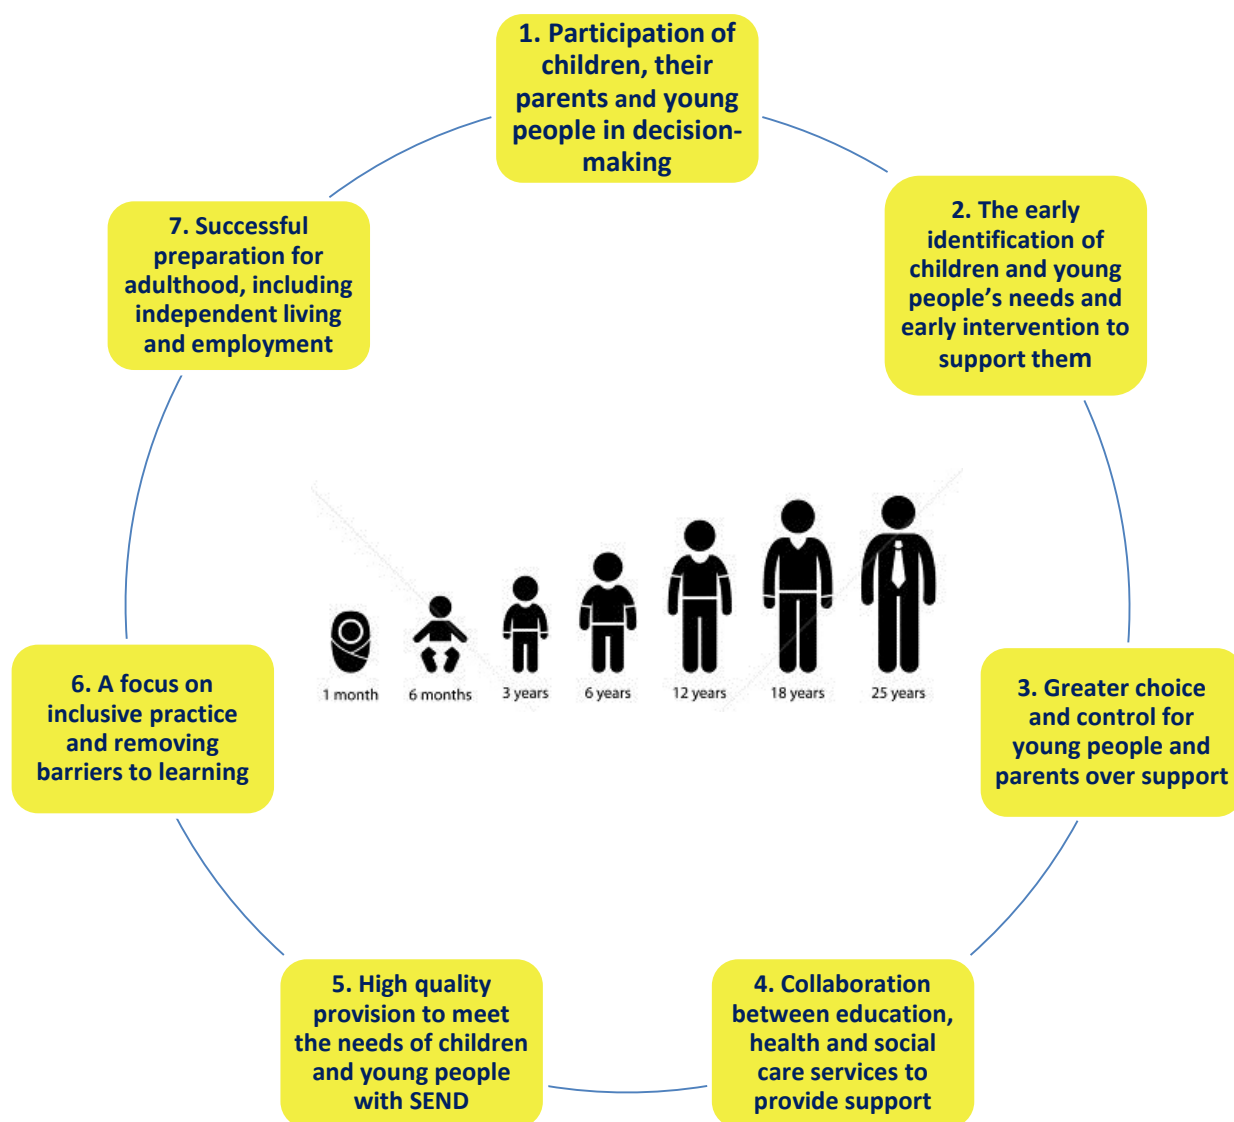 1. Participation of
children, their
parents and young
people in decision-
making
2. The early
identification of
children and young
people’s needs and
early intervention to
support them
3. Greater choice
and control for
young people and
parents over support
4. Collaboration
between education,
health and social
care services to
provide support
5. High quality
provision to meet
the needs of children
and young people
with SEND
6. A focus on
inclusive practice
and removing
barriers to learning
7. Successful
preparation for
adulthood, including
independent living
and employment
1 month
6 months
3 years
6 years
12 years
18 years
25 years